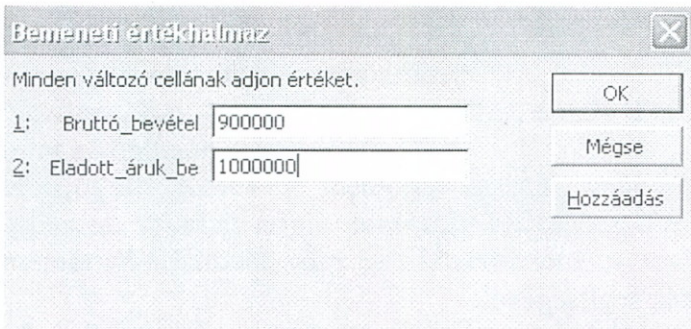 Bemeneti értékhalmaz
Minden változó cellának adjon értéket.
1: Bruttó_bevétel 900000
2: Eladott_áruk_be 1000000
OK
Mégse
Hozzáadás